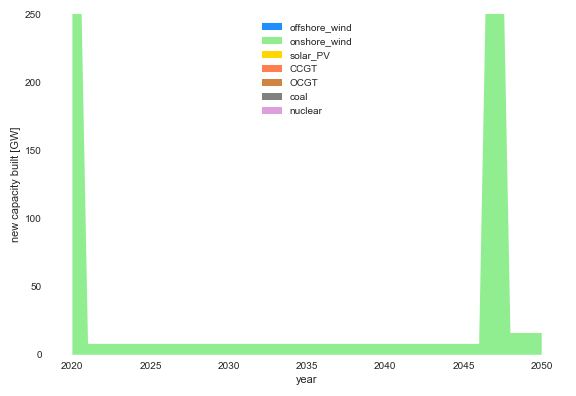 250
200
150
100
50
0
new capacity built [GW]
offshore_wind
onshore_wind
solar_PV
CCGT
OCGT
coal
nuclear
2020 2025 2030 2035 2040 2045 2050
year